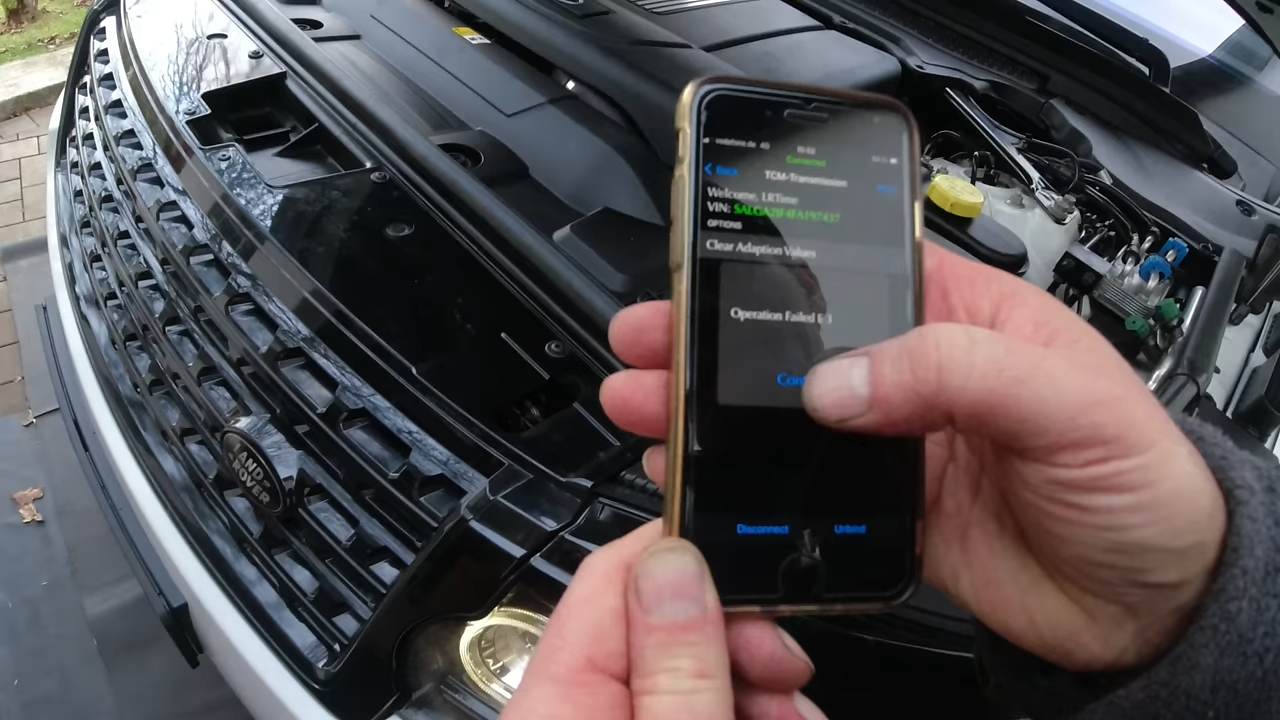 vodafone.de 4G
Connected
Back
TCM-Transmission
Welcome, LRTime
VIN: SALGA2IF4FA197437
OPTIONS
Clear Adaption Values
Operation Failed
Disconnect Unbind
LAND
ROVER